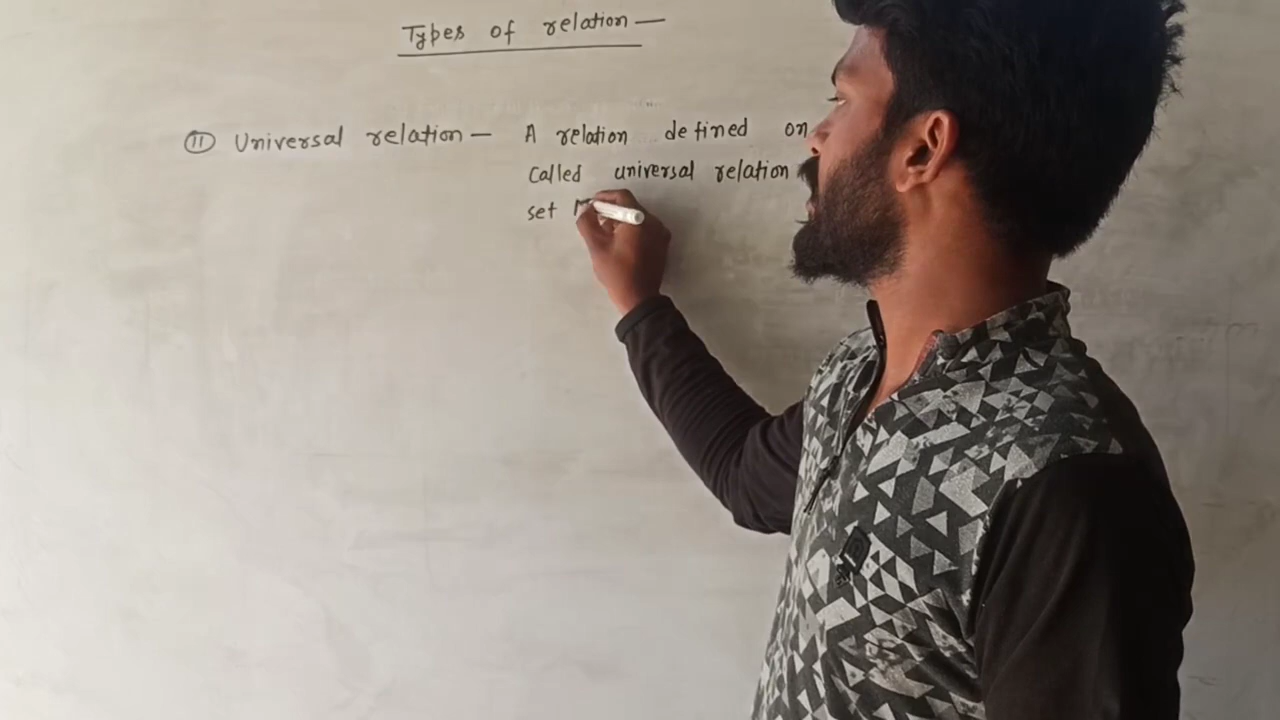 Types of relation —
(II) Universal relation — A relation defined on
Called universal relation
set